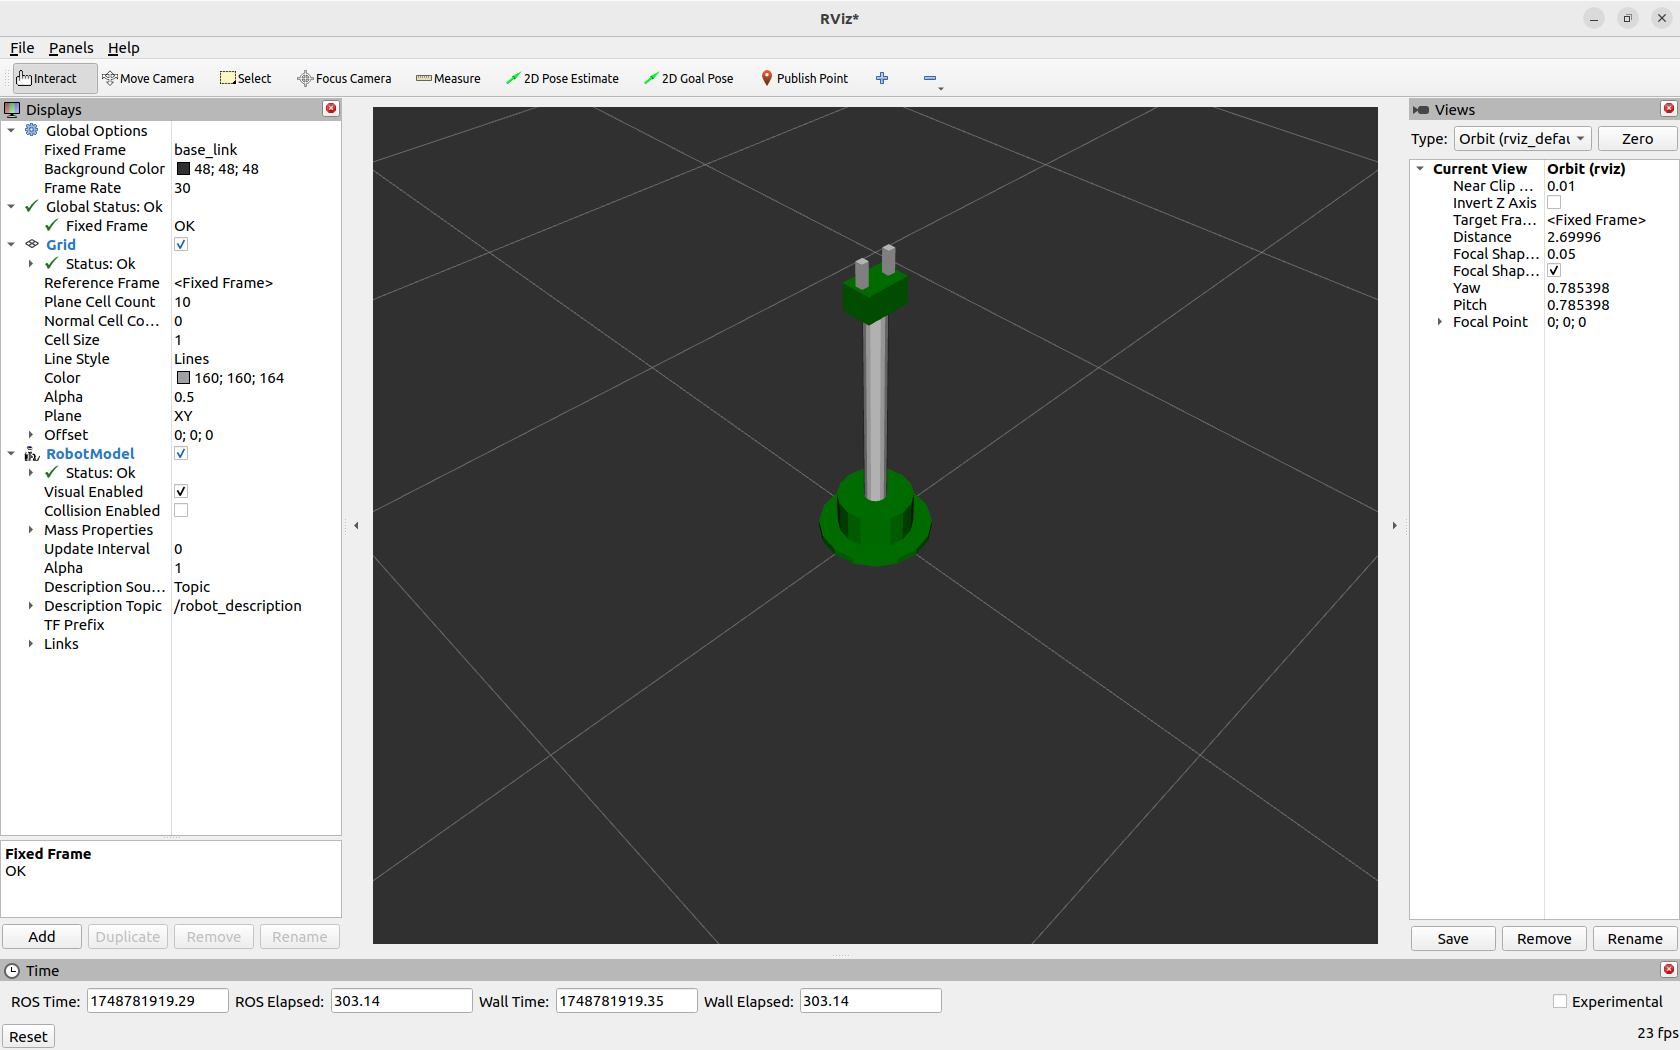 RViz*
File Panels Help
Interact Move Camera Select Focus Camera Measure 2D Pose Estimate 2D Goal Pose Publish Point
Displays
Global Options
Fixed Frame base_link
Background Color 48; 48; 48
Frame Rate 30
Global Status: Ok
Fixed Frame OK
Grid
Status: Ok
Reference Frame <Fixed Frame>
Plane Cell Count 10
Normal Cell Co... 0
Cell Size 1
Line Style Lines
Color 160; 160; 164
Alpha 0.5
Plane XY
Offset 0; 0; 0
RobotModel
Status: Ok
Visual Enabled
Collision Enabled
Mass Properties
Update Interval 0
Alpha 1
Description Sou... Topic
Description Topic /robot_description
TF Prefix
Links
Fixed Frame
OK
Add Duplicate Remove Rename
Views
Type: Orbit (rviz_defau Zero
Current View Orbit (rviz)
Near Clip ... 0.01
Invert Z Axis
Target Fra... <Fixed Frame>
Distance 2.69996
Focal Shap... 0.05
Focal Shap...
Yaw 0.785398
Pitch 0.785398
Focal Point 0; 0; 0
Save Remove Rename
Time
ROS Time: 1748781919.29 ROS Elapsed: 303.14 Wall Time: 1748781919.35 Wall Elapsed: 303.14 Experimental
Reset 23 fps